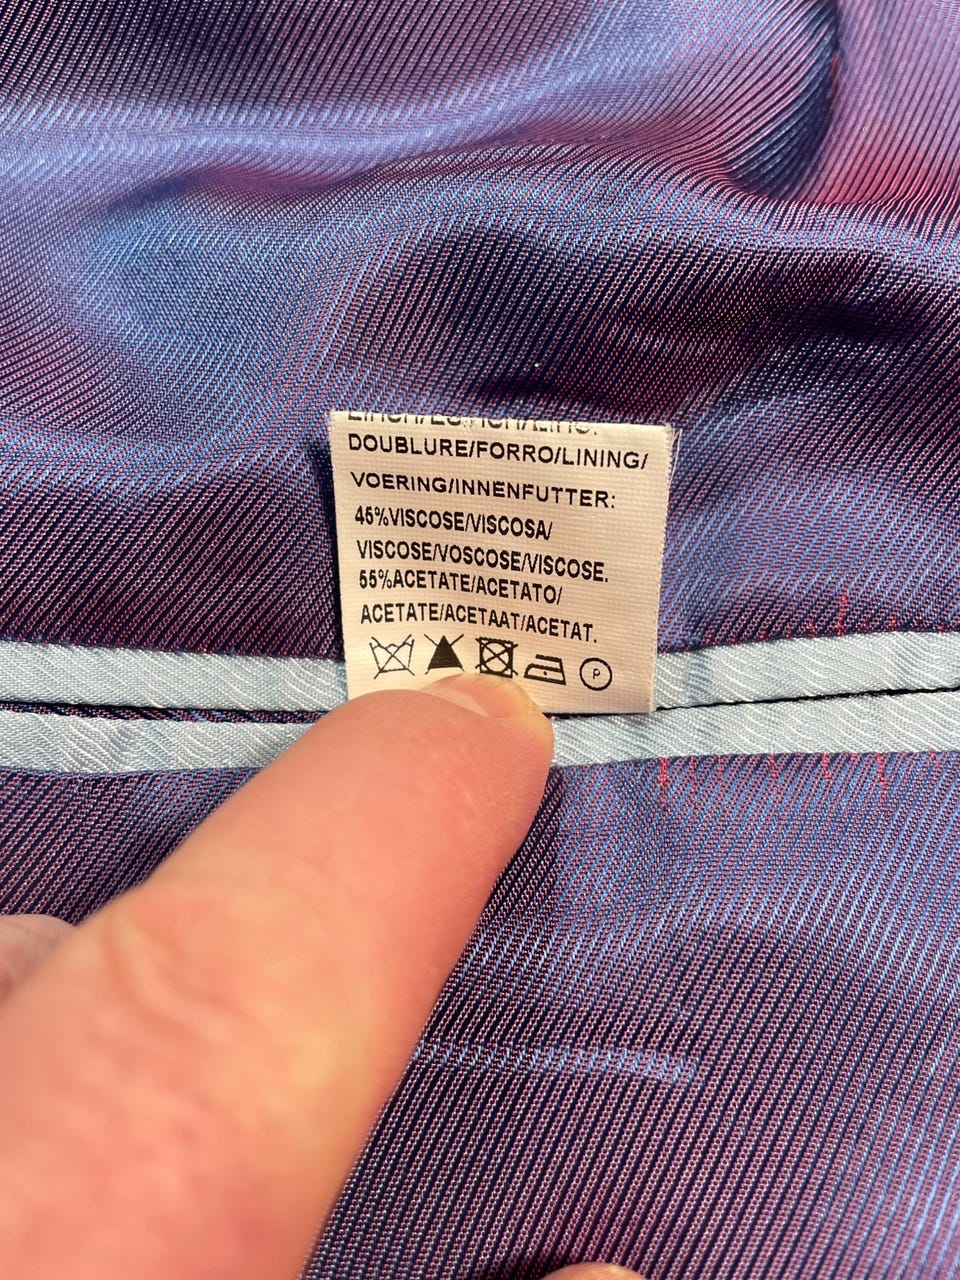 DOUBLURE/FORRO/LINING/
VOERING/INNENFUTTER:
45%VISCOSE/VISCOSA/
VISCOSE/VOSCOSE/VISCOSE.
55%ACETATE/ACETATO/
ACETATE/ACETAAT/ACETAT.
P